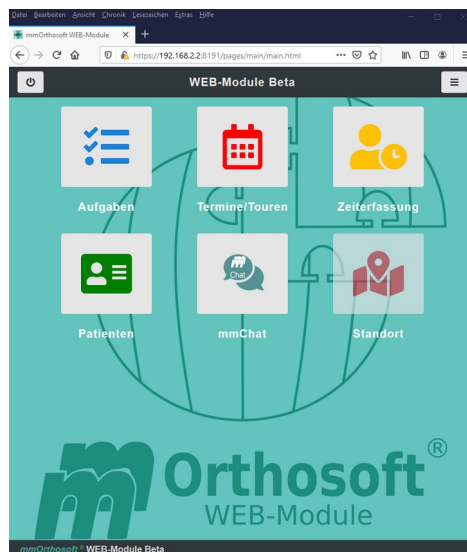 Datei Bearbeiten Ansicht Chronik Lesezeichen Extras Hilfe
mmOrthosoft WEB-Module
https://192.168.2.2:8191/pages/main/main.html
WEB-Module Beta
Aufgaben Termine/Touren Zeiterfassung
m
Chat
Patienten mmChat Standort
mm Orthosoft®
WEB-Module
mmOrthosoft® WEB-Module Beta